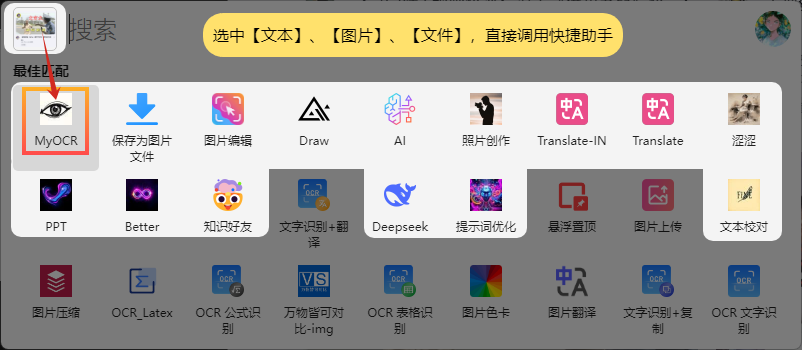 搜索
选中【文本】、【图片】、【文件】，直接调用快捷助手
最佳匹配
MyOCR
保存为图片
文件
图片编辑
Draw
AI
照片创作
Translate-IN
Translate
涩涩
PPT
Better
知识好友
文字识别+翻
译
Deepseek
提示词优化
悬浮置顶
图片上传
文本校对
图片压缩
OCR_Latex
OCR 公式识
别
万物皆可对
比-img
OCR 表格识
别
图片色卡
图片翻译
文字识别+复
制
OCR 文字识
别